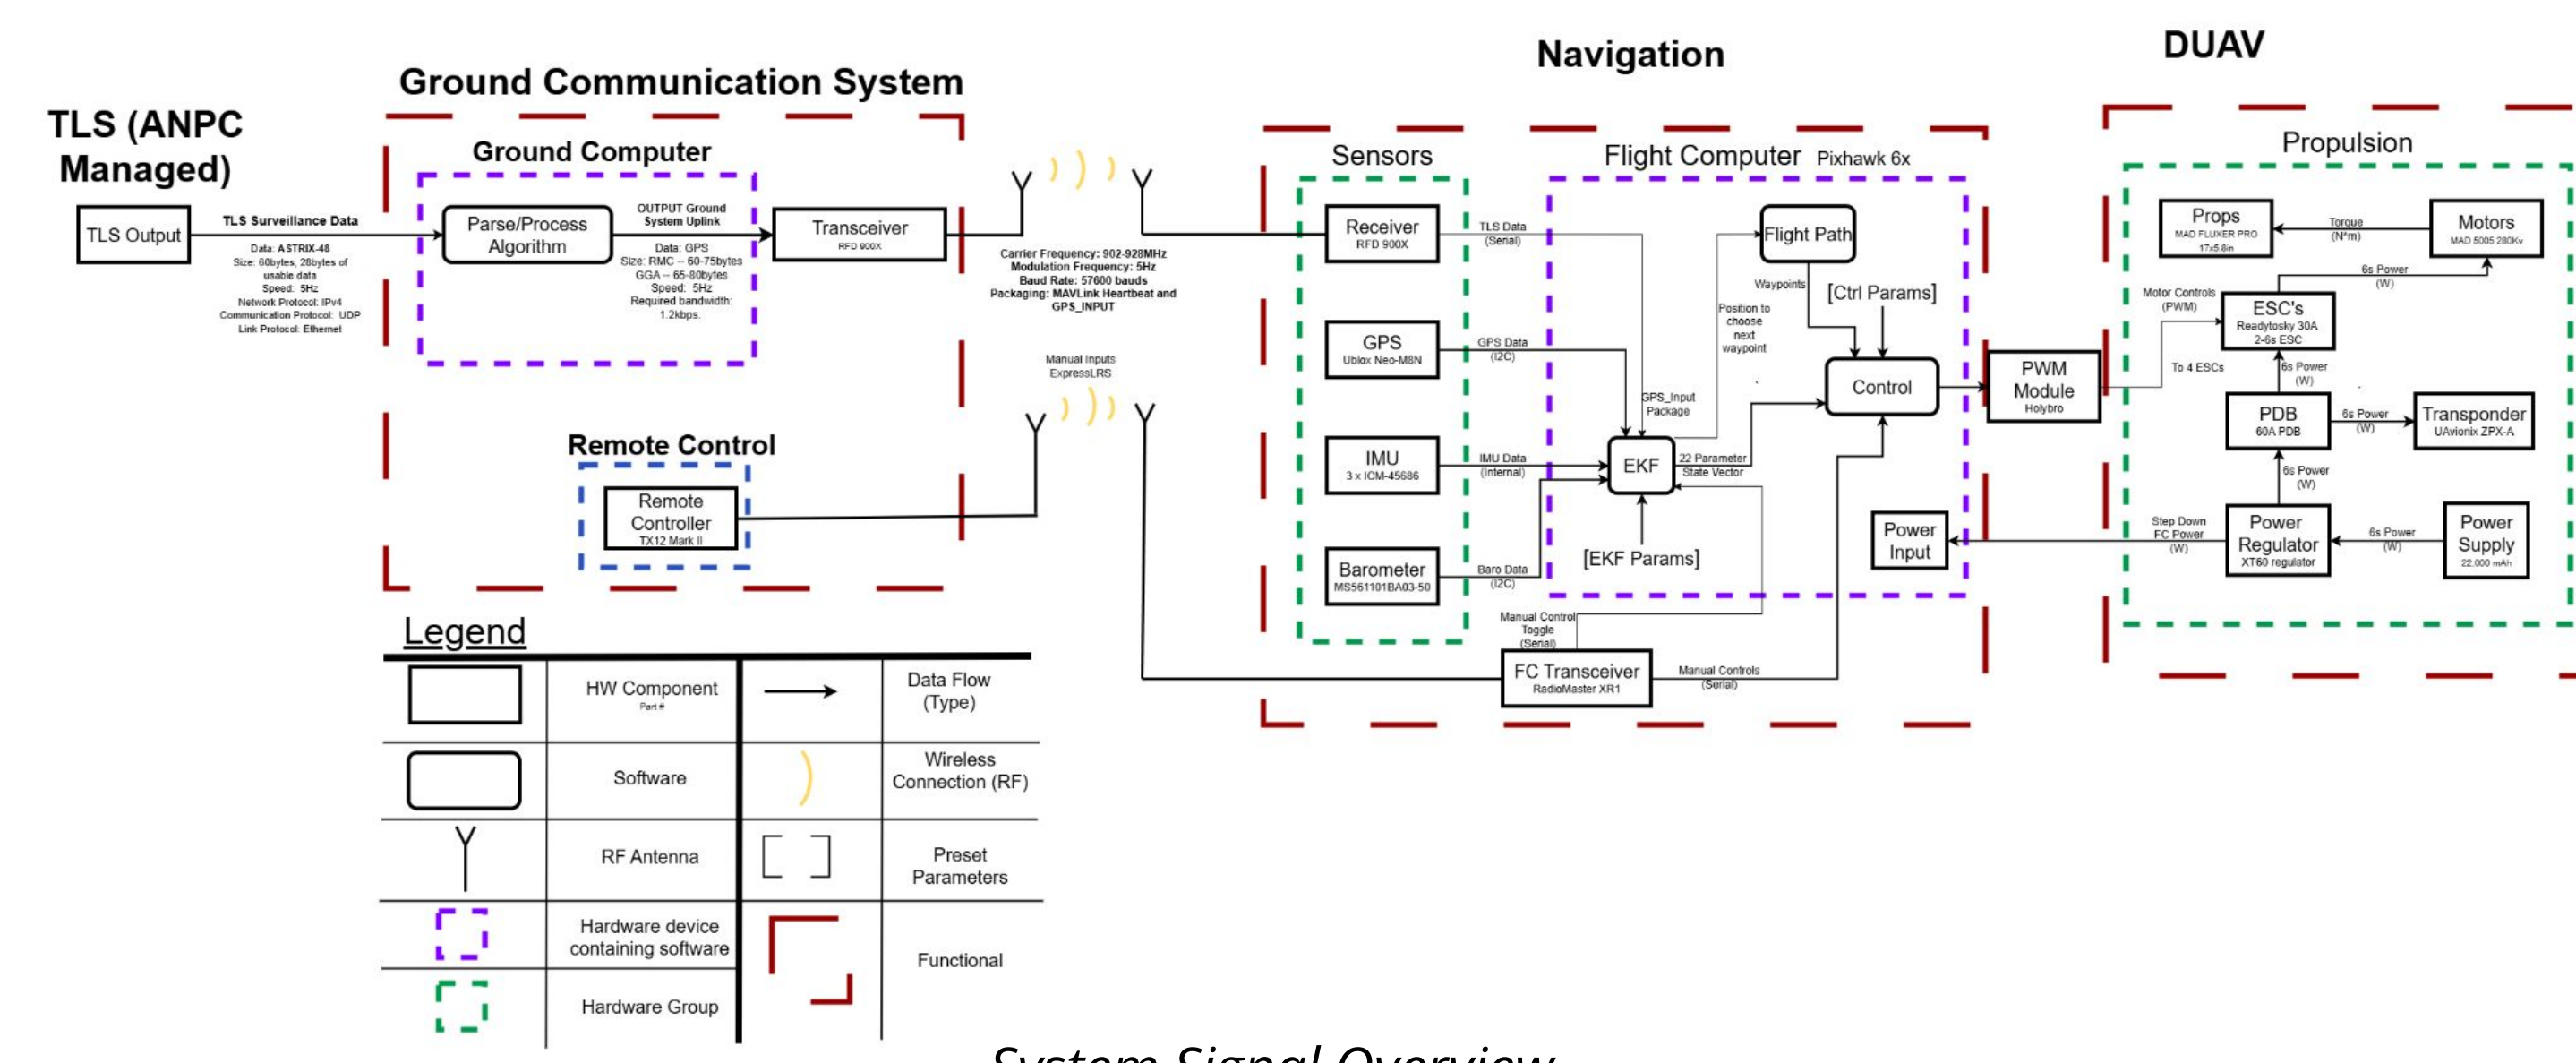 Navigation
DUAV
Ground Communication System
TLS (ANPC
Managed)
TLS Output
TLS Surveillance Data
Data: ASTRIX-48
Size: 60bytes, 28bytes of
usable data
Speed: 5Hz
Network Protocol: IPv4
Communication Protocol: UDP
Link Protocol: Ethernet
Ground Computer
Parse/Process
Algorithm
OUTPUT Ground
System Uplink
Data: GPS
Size: RMC -- 60-75bytes
GGA -- 65-80bytes
Speed: 5Hz
Required bandwidth:
1.2kbps.
Transceiver
RFD 900X
Carrier Frequency: 902-928MHz
Modulation Frequency: 5Hz
Baud Rate: 57600 bauds
Packaging: MAVLink Heartbeat and
GPS_INPUT
Manual Inputs
ExpressLRS
Remote Control
Remote
Controller
TX12 Mark II
Sensors
Receiver
RFD 900X
GPS
Ublox Neo-M8N
IMU
3 x ICM-45686
Barometer
MS561101BA03-50
TLS Data
(Serial)
GPS Data
(I2C)
IMU Data
(Internal)
Baro Data
(I2C)
Flight Computer Pixhawk 6x
Flight Path
Waypoints
[Ctrl Params]
Position to
choose
next
waypoint
Control
GPS_Input
Package
EKF
22 Parameter
State Vector
[EKF Params]
Power
Input
Manual Control
Toggle
(Serial)
FC Transceiver
RadioMaster XR1
Manual Controls
(Serial)
PWM
Module
Holybro
Propulsion
Props
MAD FLUXER PRO
17x5.8in
Torque
(N*m)
Motors
MAD 5005 280Kv
6s Power
(W)
Motor Controls
(PWM)
ESC's
Readytosky 30A
2-6s ESC
To 4 ESCs
6s Power
(W)
PDB
60A PDB
6s Power
(W)
Transponder
UAvionix ZPX-A
6s Power
(W)
Step Down
FC Power
(W)
Power
Regulator
XT60 regulator
6s Power
(W)
Power
Supply
22,000 mAh
Legend
HW Component
Part #
Data Flow
(Type)
Software
Wireless
Connection (RF)
RF Antenna
Preset
Parameters
Hardware device
containing software
Functional
Hardware Group
System Signal Overview